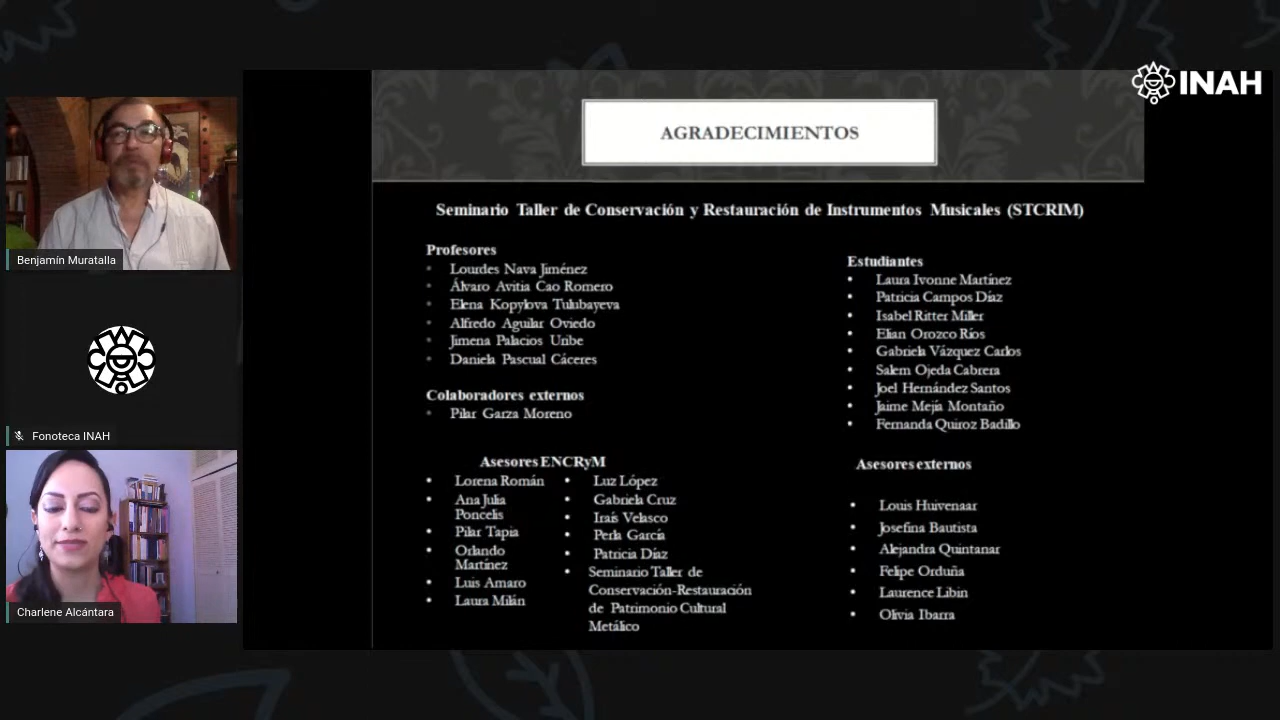 INAH
Benjamín Muratalla
Fonoteca INAH
Charlene Alcántara
AGRADECIMIENTOS
Seminario Taller de Conservación y Restauración de Instrumentos Musicales (STCRIM)
Profesores
• Lourdes Nava Jiménez
• Álvaro Avitia Cao Romero
• Elena Kopylova Tulubayeva
• Alfredo Aguilar Oviedo
• Jimena Palacios Uribe
• Daniela Pascual Cáceres
Colaboradores externos
• Pilar Garza Moreno
Asesores ENCRyM
• Lorena Román
• Ana Julia
Poncelis
• Pilar Tapia
• Orlando
Martínez
• Luis Amaro
• Laura Milán
• Luz López
• Gabriela Cruz
• Iraís Velasco
• Perla García
• Patricia Díaz
• Seminario Taller de
Conservación-Restauración
de Patrimonio Cultural
Metálico
Estudiantes
• Laura Ivonne Martínez
• Patricia Campos Díaz
• Isabel Ritter Miller
• Elian Orozco Ríos
• Gabriela Vázquez Carlos
• Salem Ojeda Cabrera
• Joel Hernández Santos
• Jaime Mejía Montaño
• Fernanda Quiroz Badillo
Asesores externos
• Louis Huivenaar
• Josefina Bautista
• Alejandra Quintanar
• Felipe Orduña
• Laurence Libin
• Olivia Ibarra